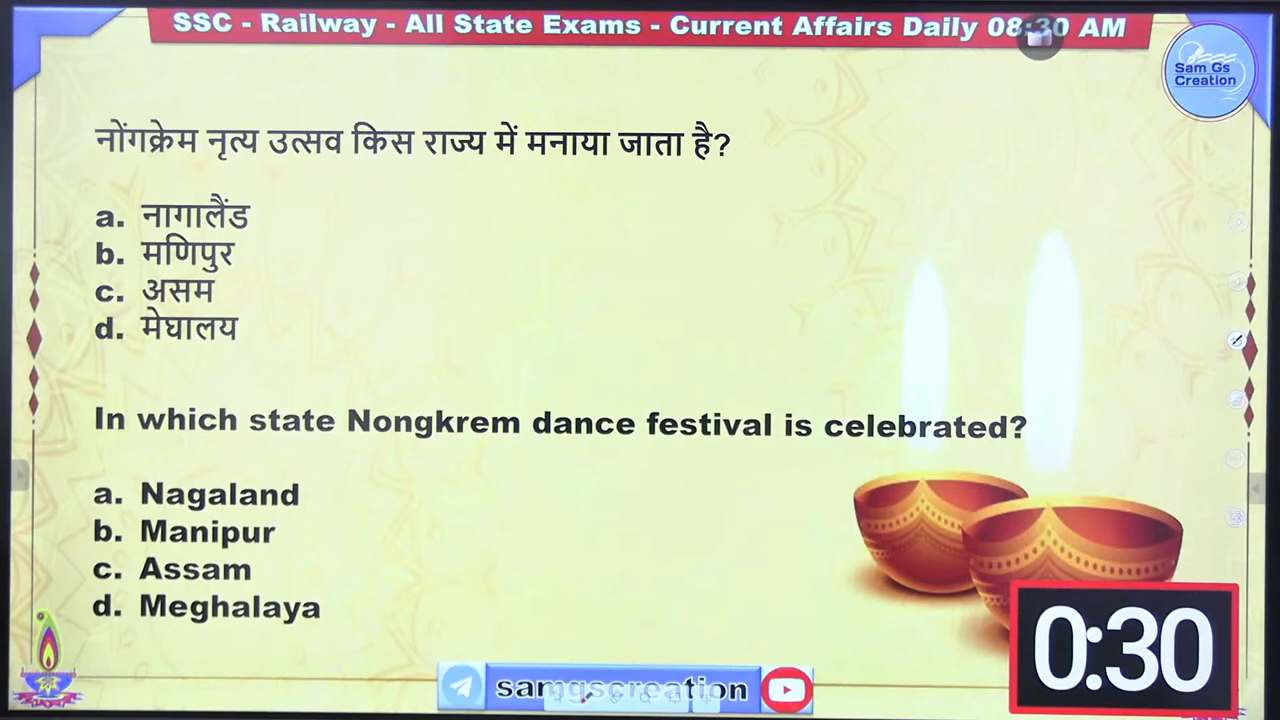 SSC - Railway - All State Exams - Current Affairs Daily 08:30 AM
Sam Gs
Creation
नोंगक्रेम नृत्य उत्सव किस राज्य में मनाया जाता है?
a. नागालैंड
b. मणिपुर
c. असम
d. मेघालय
In which state Nongkrem dance festival is celebrated?
a. Nagaland
b. Manipur
c. Assam
d. Meghalaya
samgscreation
0:30